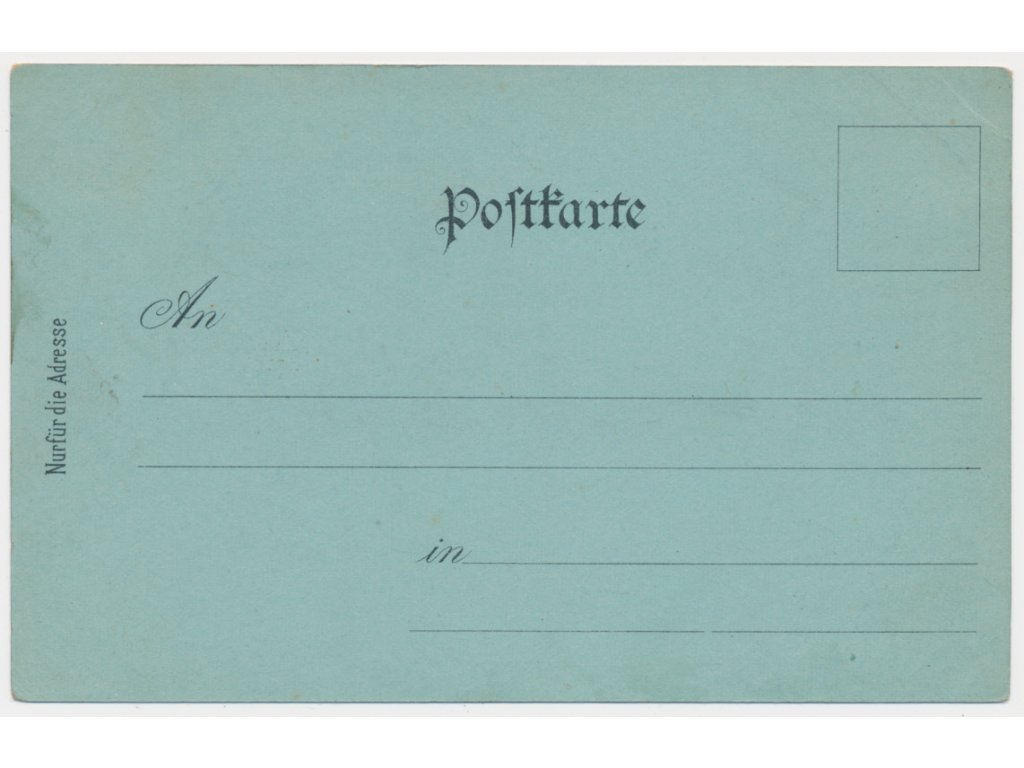 Postkarte
An
in
Nur für die Adresse